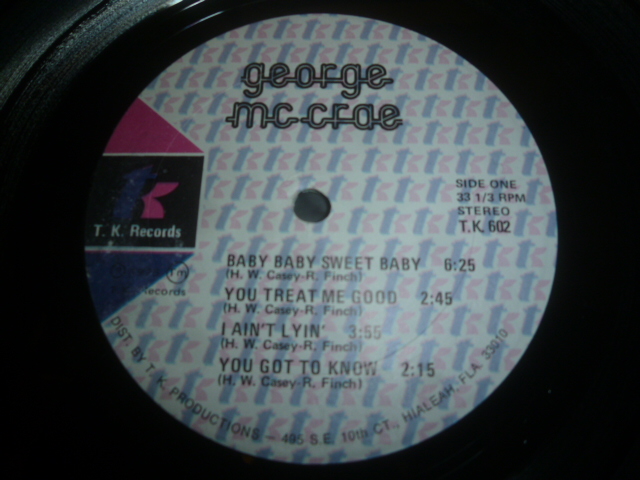 george
mc crae
SIDE ONE
33 1/3 RPM
STEREO
T.K. 602
tk
T. K. Records
Records
BABY BABY SWEET BABY 6:25
(H. W. Casey-R. Finch)
YOU TREAT ME GOOD 2:45
(H. W. Casey-R. Finch)
I AIN'T LYIN' 3:55
(H. W. Casey-R. Finch)
YOU GOT TO KNOW 2:15
(H. W. Casey-R. Finch)
DIST. BY T. K. PRODUCTIONS – 495 S.E. 10th CT., HIALEAH, FLA. 33010